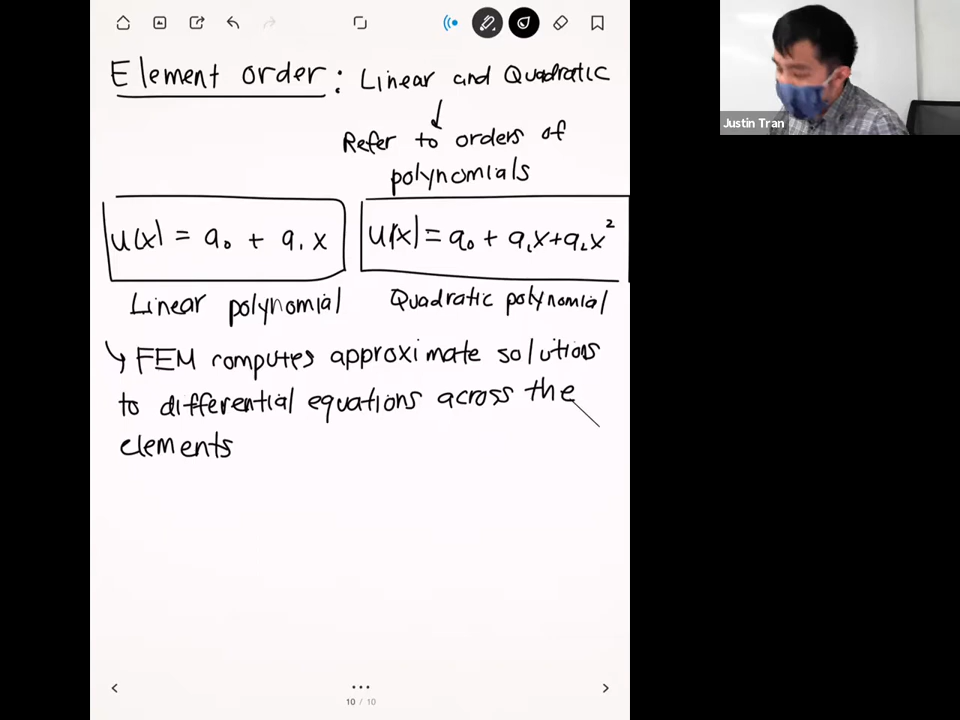 Element order: Linear and Quadratic
Refer to orders of
polynomials
u(x) = a₀ + a₁x
u(x) = a₀ + a₁x + a₂x²
Linear polynomial
Quadratic polynomial
↳ FEM computes approximate solutions
to differential equations across the
elements
10 / 10
Justin Tran